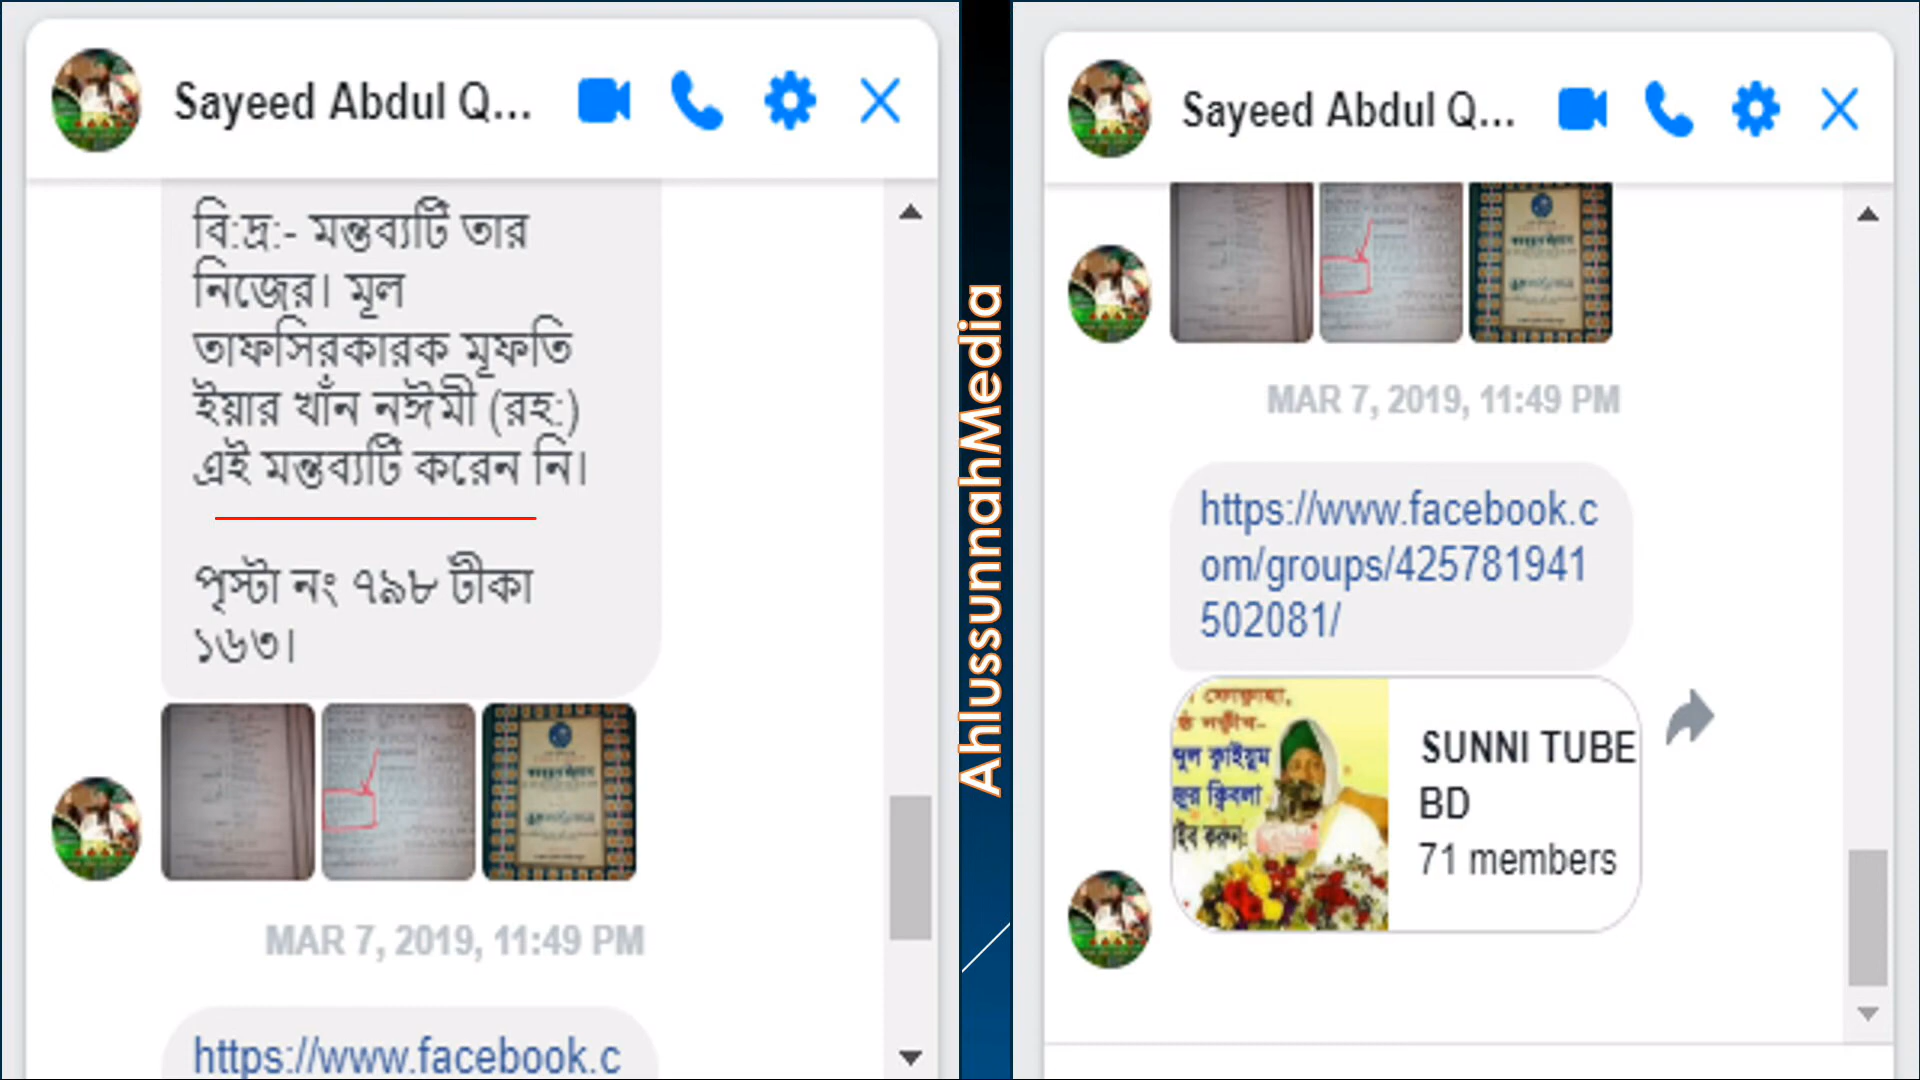 Sayeed Abdul Q...
বি:দ্র:- মন্তব্যটি তার
নিজের। মূল
তাফসিরকারক মূফতি
ইয়ার খাঁন নঈমী (রহ:)
এই মন্তব্যটি করেন নি।
পৃস্টা নং ৭৯৮ টীকা
১৬৩।
MAR 7, 2019, 11:49 PM
https://www.facebook.c
AhlussunnahMedia
Sayeed Abdul Q...
MAR 7, 2019, 11:49 PM
https://www.facebook.c
om/groups/425781941
502081/
SUNNI TUBE
BD
71 members